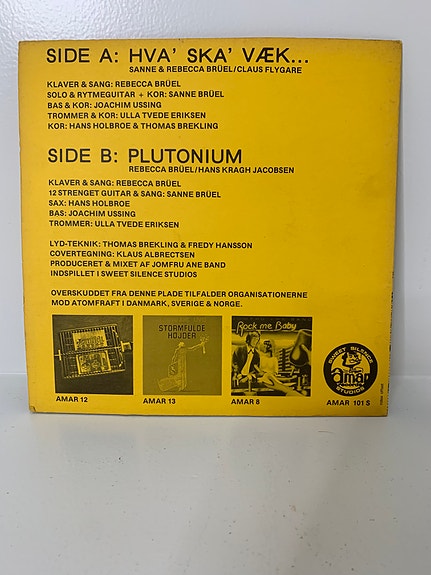 SIDE A: HVA' SKA' VÆK...
SANNE & REBECCA BRÜEL/CLAUS FLYGARE
KLAVER & SANG: REBECCA BRÜEL
SOLO & RYTMEGUITAR + KOR: SANNE BRÜEL
BAS & KOR: JOACHIM USSING
TROMMER & KOR: ULLA TVEDE ERIKSEN
KOR: HANS HOLBROE & THOMAS BREKLING
SIDE B: PLUTONIUM
REBECCA BRÜEL/HANS KRAGH JACOBSEN
KLAVER & SANG: REBECCA BRÜEL
12 STRENGET GUITAR & SANG: SANNE BRÜEL
SAX: HANS HOLBROE
BAS: JOACHIM USSING
TROMMER: ULLA TVEDE ERIKSEN
LYD-TEKNIK: THOMAS BREKLING & FREDY HANSSON
COVERTEGNING: KLAUS ALBRECTSEN
PRODUCERET & MIXET AF JOMFRU ANE BAND
INDSPILLET I SWEET SILENCE STUDIOS
OVERSKUDDET FRA DENNE PLADE TILFALDER ORGANISATIONERNE
MOD ATOMFRAFT I DANMARK, SVERIGE & NORGE.
STORMFULDE
HØJDER
Rock me Baby
SWEET SILENCE
amar
STUDIOS
AMAR 12
AMAR 13
AMAR 8
AMAR 101 S